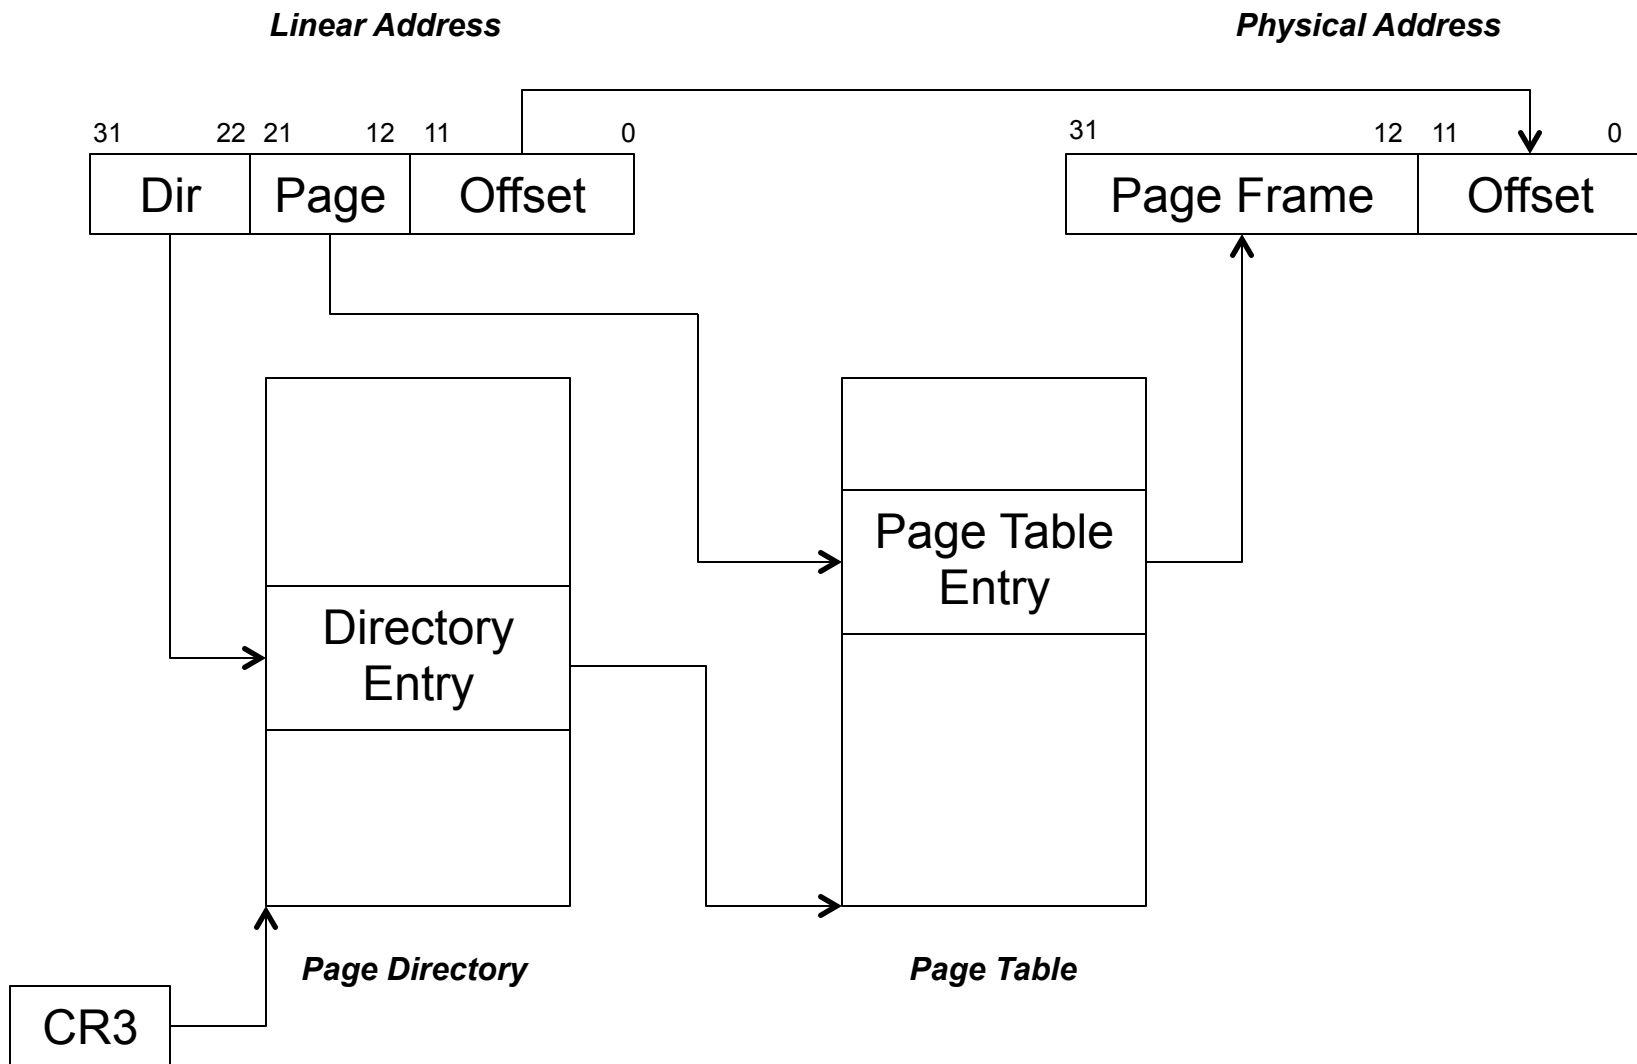 Linear Address
Physical Address
31 22 21 12 11 0
31 12 11 0
Dir Page Offset
Page Frame Offset
Page Table
Entry
Directory
Entry
Page Directory
Page Table
CR3